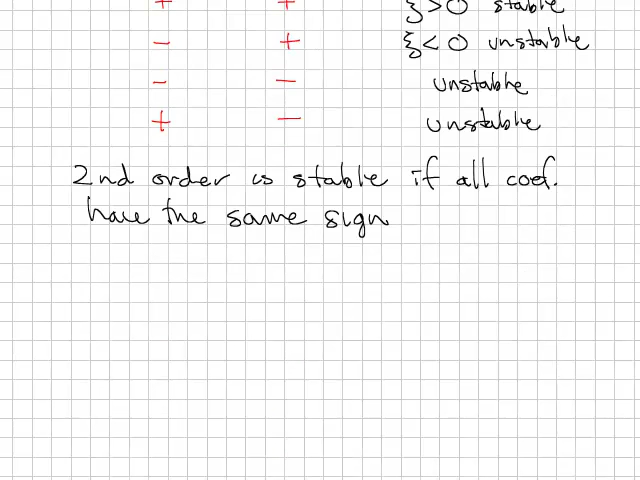 + + ξ > 0 stable
- + ξ < 0 unstable
- - unstable
+ - unstable
2nd order is stable if all coef.
have the same sign